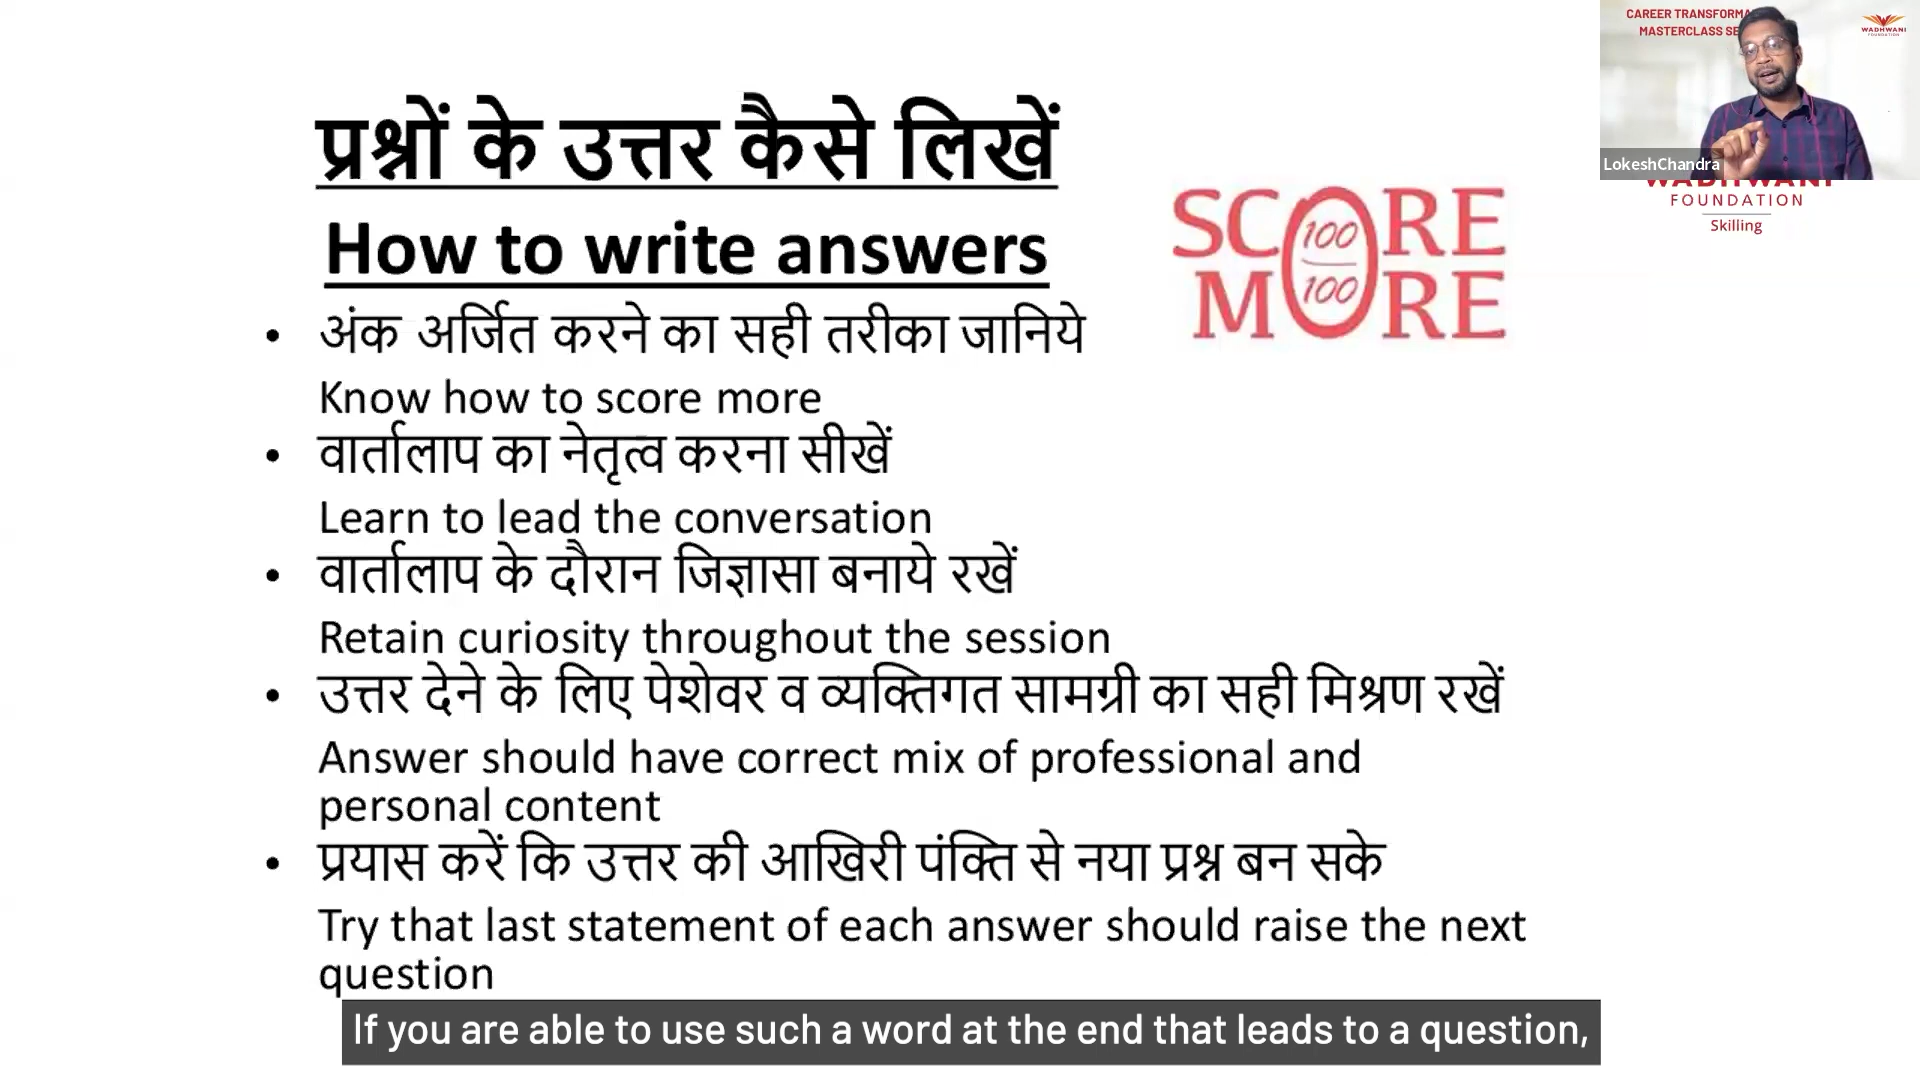 CAREER TRANSFORMA
MASTERCLASS SE
WADHWANI
FOUNDATION
LokeshChandra
FOUNDATION
Skilling
प्रश्नों के उत्तर कैसे लिखें
How to write answers
SCORE
MORE
100
100
• अंक अर्जित करने का सही तरीका जानिये
Know how to score more
• वार्तालाप का नेतृत्व करना सीखें
Learn to lead the conversation
• वार्तालाप के दौरान जिज्ञासा बनाये रखें
Retain curiosity throughout the session
• उत्तर देने के लिए पेशेवर व व्यक्तिगत सामग्री का सही मिश्रण रखें
Answer should have correct mix of professional and
personal content
• प्रयास करें कि उत्तर की आखिरी पंक्ति से नया प्रश्न बन सके
Try that last statement of each answer should raise the next
question
If you are able to use such a word at the end that leads to a question,